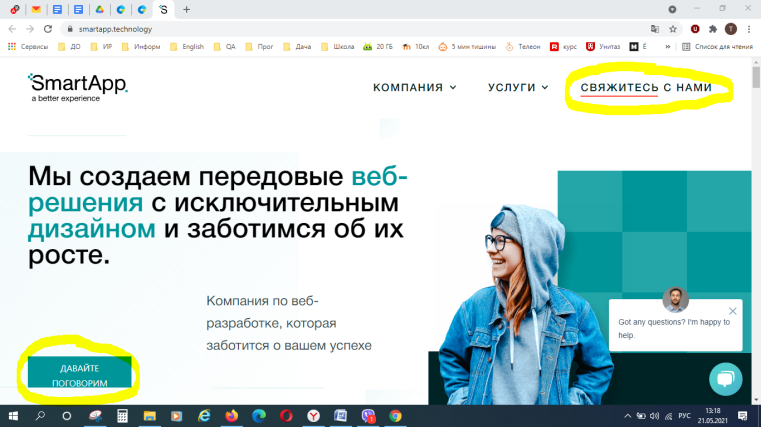 smartapp.technology
Сервисы ДО ИР Информ English QA Прог Дача Школа 20 ГБ 10кл 5 мин тишины Телеон курс Унитаз Ё » Список для чтения
SmartApp
a better experience
КОМПАНИЯ УСЛУГИ СВЯЖИТЕСЬ С НАМИ
Мы создаем передовые веб-
решения с исключительным
дизайном и заботимся об их
росте.
Компания по веб-
разработке, которая
заботится о вашем успехе
ДАВАЙТЕ
ПОГОВОРИМ
Got any questions? I'm happy to
help.
РУС
13:18
21.05.2021